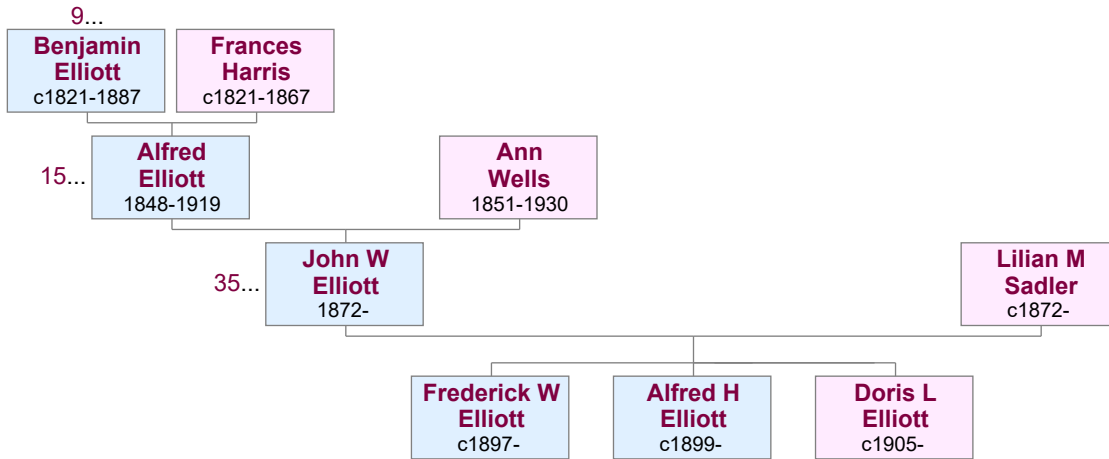 9...
Benjamin
Elliott
c1821-1887
Frances
Harris
c1821-1867
15...
Alfred
Elliott
1848-1919
Ann
Wells
1851-1930
35...
John W
Elliott
1872-
Lilian M
Sadler
c1872-
Frederick W
Elliott
c1897-
Alfred H
Elliott
c1899-
Doris L
Elliott
c1905-